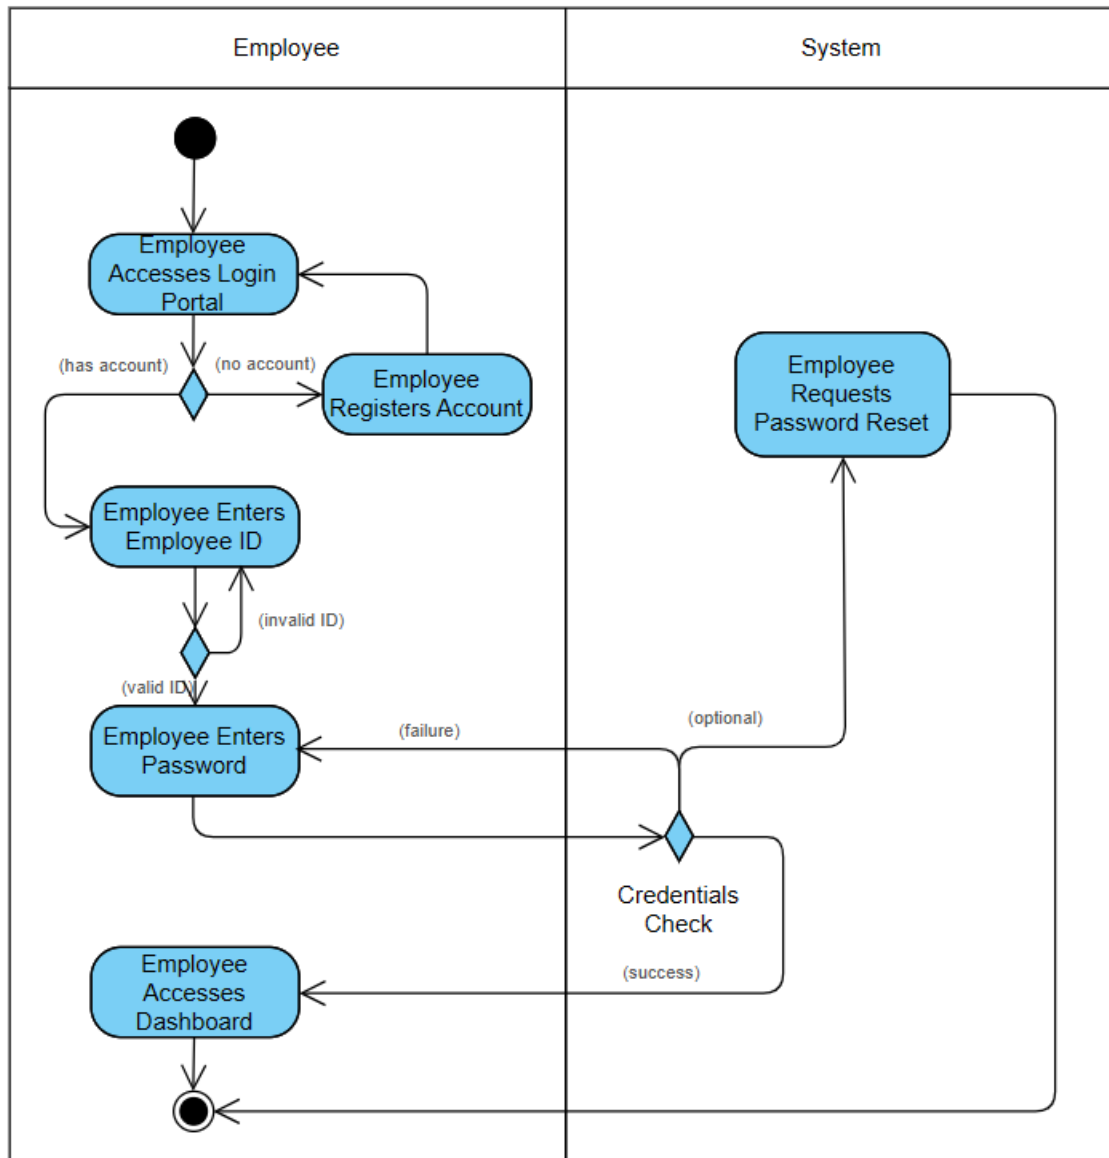 Employee
System
Employee
Accesses Login
Portal
(has account)
(no account)
Employee
Registers Account
Employee
Requests
Password Reset
Employee Enters
Employee ID
(invalid ID)
(valid ID)
Employee Enters
Password
(failure)
(optional)
Credentials
Check
(success)
Employee
Accesses
Dashboard